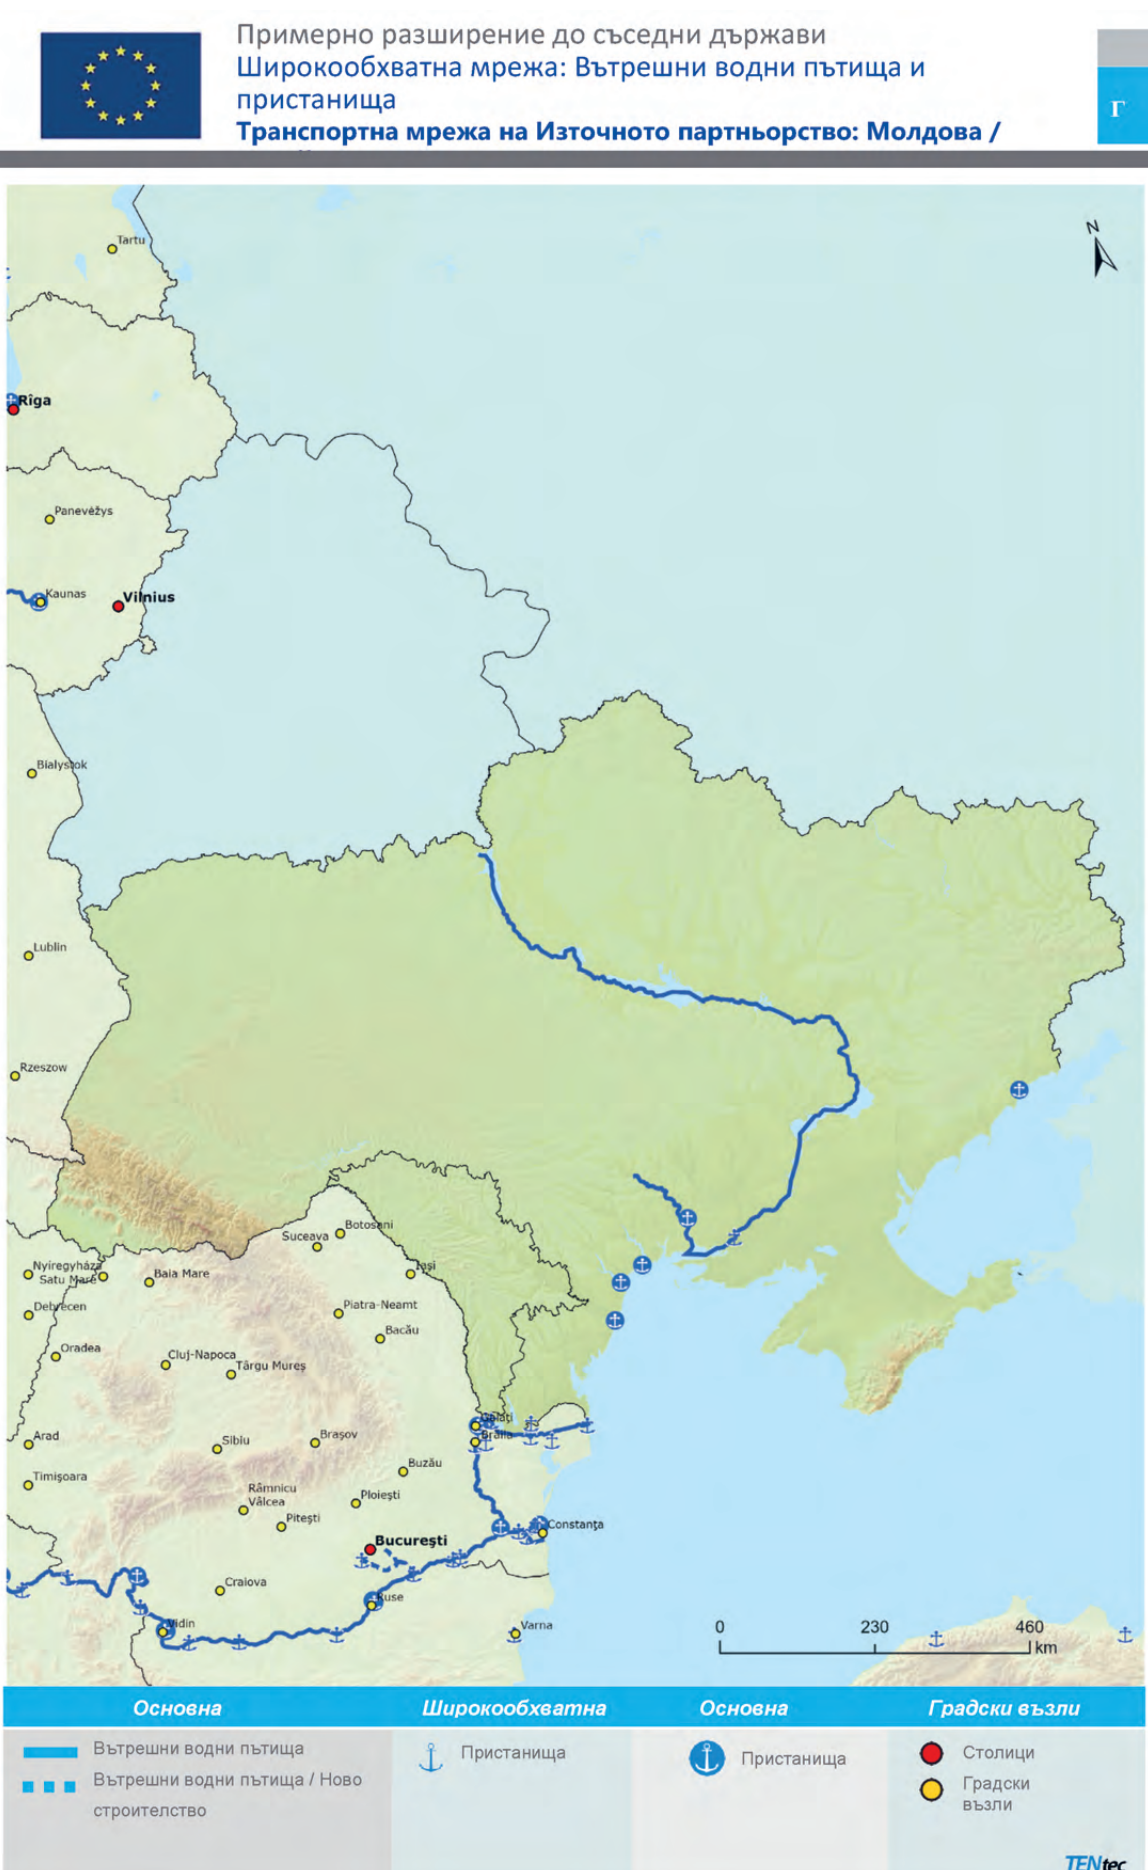 Примерно разширение до съседни държави
Широкообхватна мрежа: Вътрешни водни пътища и
пристанища
Транспортна мрежа на Източното партньорство: Молдова /
Г
N
Tartu
Rīga
Panevėžys
Kaunas
Vilnius
Bialystok
Lublin
Rzeszow
Botosani
Suceava
Iași
Nyíregyháza
Satu Mare
Baia Mare
Debrecen
Piatra-Neamt
Bacău
Oradea
Cluj-Napoca
Târgu Mureș
Galați
Brăila
Arad
Sibiu
Brașov
Buzău
Timișoara
Râmnicu
Vâlcea
Ploiești
Pitești
Constanța
București
Craiova
Ruse
Vidin
Varna
0 230 460
km
Основна Широкообхватна Основна Градски възли
Вътрешни водни пътища
Вътрешни водни пътища / Ново
строителство
Пристанища
Пристанища
Столици
Градски
възли
TENtec